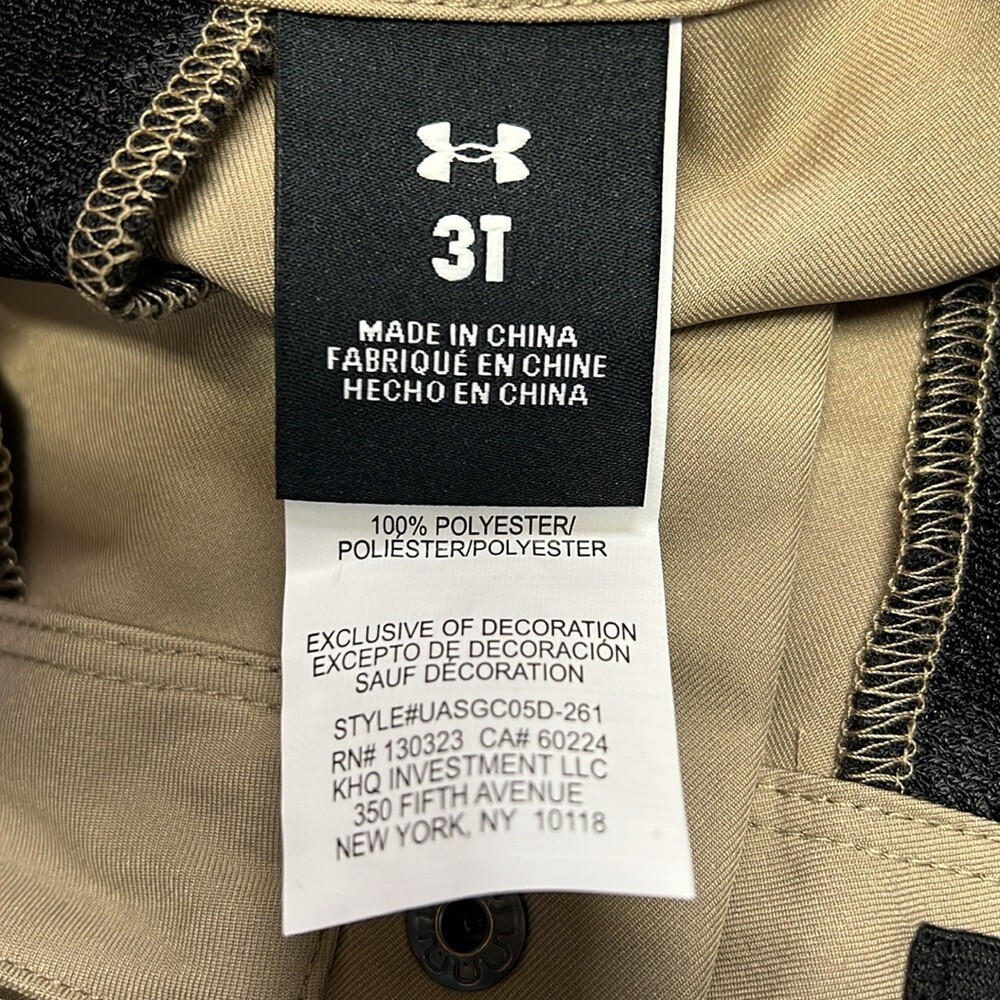 3T
MADE IN CHINA
FABRIQUÉ EN CHINE
HECHO EN CHINA
100% POLYESTER/
POLIÉSTER/POLYESTER
EXCLUSIVE OF DECORATION
EXCEPTO DE DECORACIÓN
SAUF DÉCORATION
STYLE#UASGC05D-261
RN# 130323 CA# 60224
KHQ INVESTMENT LLC
350 FIFTH AVENUE
NEW YORK, NY 10118